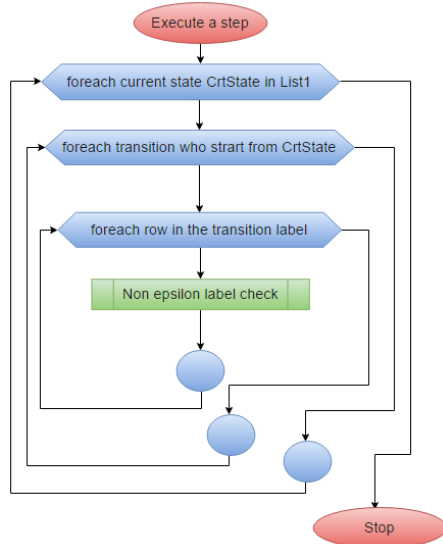 Execute a step
foreach current state CrtState in List1
foreach transition who strart from CrtState
foreach row in the transition label
Non epsilon label check
Stop